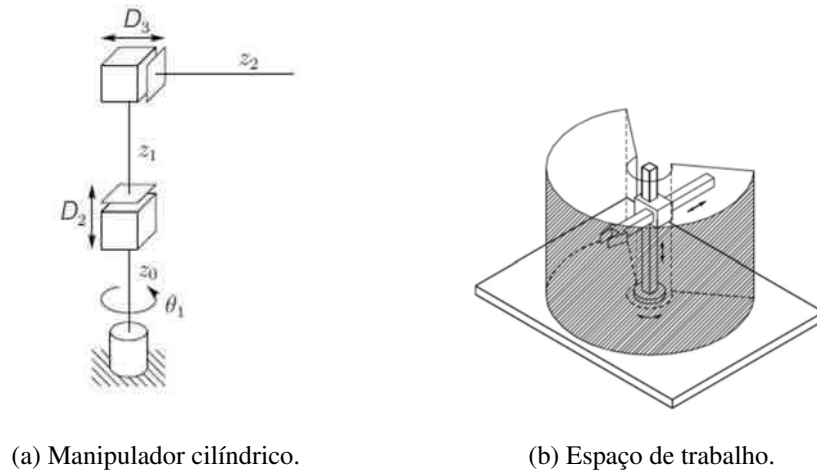 D₃
z₂
z₁
D₂
z₀
θ₁
(a) Manipulador cilíndrico.
(b) Espaço de trabalho.